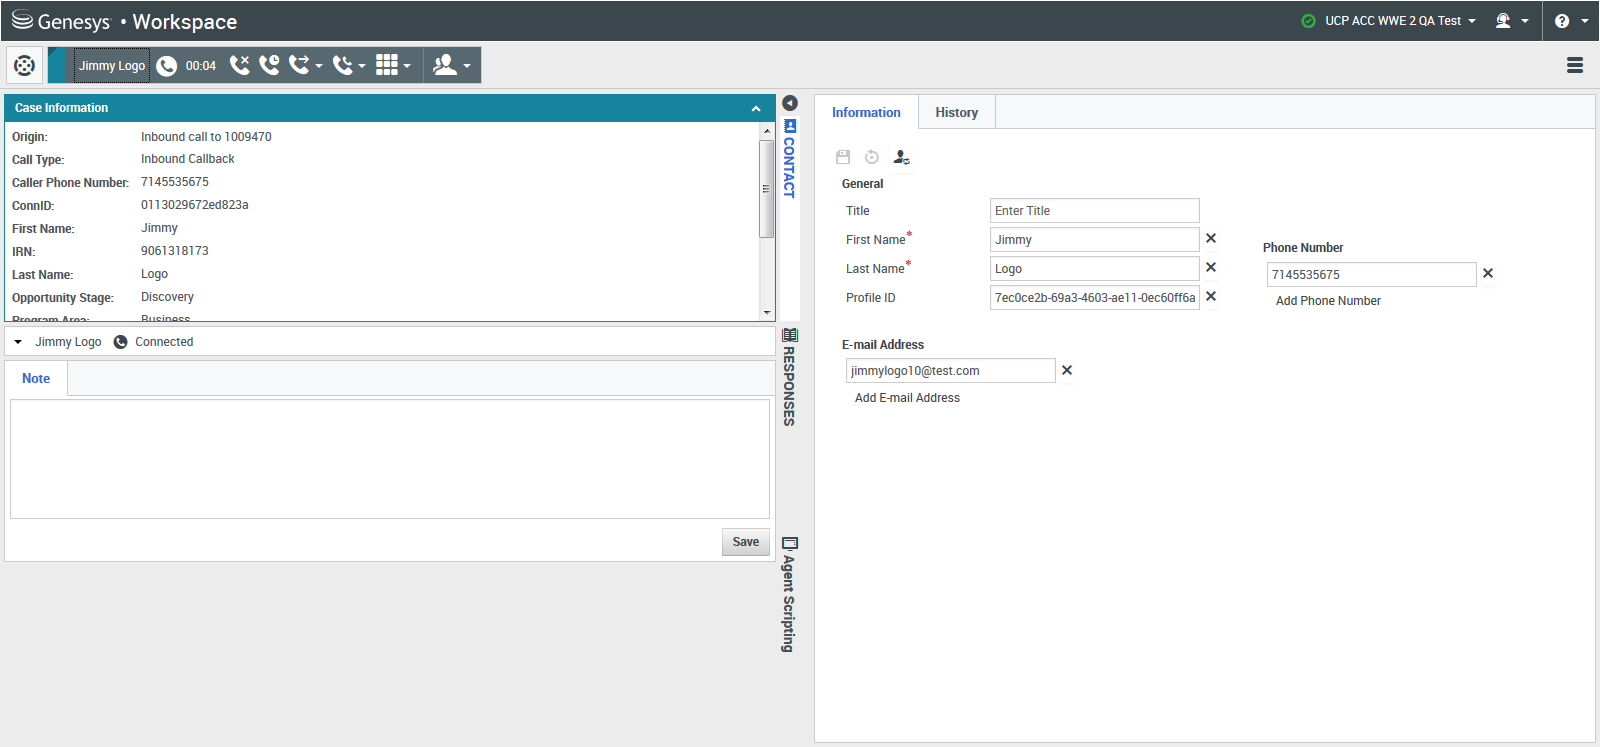 Genesys • Workspace
UCP ACC WWE 2 QA Test
?
Jimmy Logo 00:04
Case Information
Origin: Inbound call to 1009470
Call Type: Inbound Callback
Caller Phone Number: 7145535675
ConnID: 0113029672ed823a
First Name: Jimmy
IRN: 9061318173
Last Name: Logo
Opportunity Stage: Discovery
Program Area: Business
Jimmy Logo Connected
Note
Save
CONTACT
RESPONSES
Agent Scripting
Information History
General
Title Enter Title
First Name* Jimmy
Last Name* Logo
Profile ID 7ec0ce2b-69a3-4603-ae11-0ec60ff6a
Phone Number
7145535675
Add Phone Number
E-mail Address
jimmylogo10@test.com
Add E-mail Address